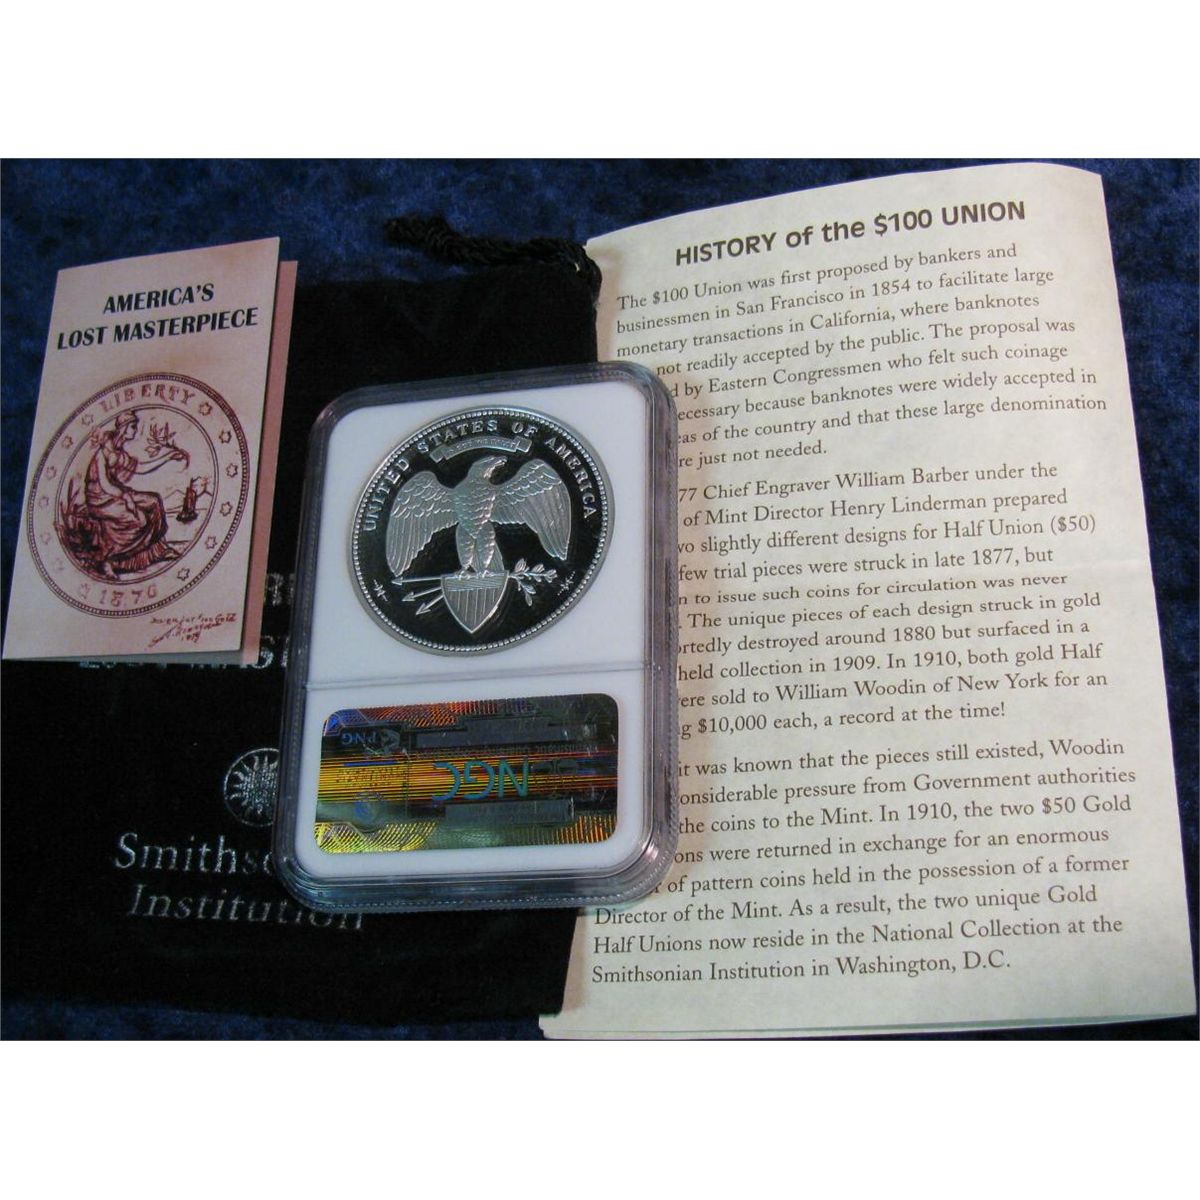 AMERICA'S
LOST MASTERPIECE
LIBERTY
1876
Smiths
Institution
UNITED STATES OF AMERICA
PNG
NGC
HISTORY of the $100 UNION
The $100 Union was first proposed by bankers and
businessmen in San Francisco in 1854 to facilitate large
monetary transactions in California, where banknotes
not readily accepted by the public. The proposal was
d by Eastern Congressmen who felt such coinage
ecessary because banknotes were widely accepted in
eas of the country and that these large denomination
re just not needed.
77 Chief Engraver William Barber under the
of Mint Director Henry Linderman prepared
wo slightly different designs for Half Union ($50)
few trial pieces were struck in late 1877, but
n to issue such coins for circulation was never
. The unique pieces of each design struck in gold
ortedly destroyed around 1880 but surfaced in a
held collection in 1909. In 1910, both gold Half
ere sold to William Woodin of New York for an
g $10,000 each, a record at the time!
it was known that the pieces still existed, Woodin
onsiderable pressure from Government authorities
the coins to the Mint. In 1910, the two $50 Gold
ons were returned in exchange for an enormous
r of pattern coins held in the possession of a former
Director of the Mint. As a result, the two unique Gold
Half Unions now reside in the National Collection at the
Smithsonian Institution in Washington, D.C.